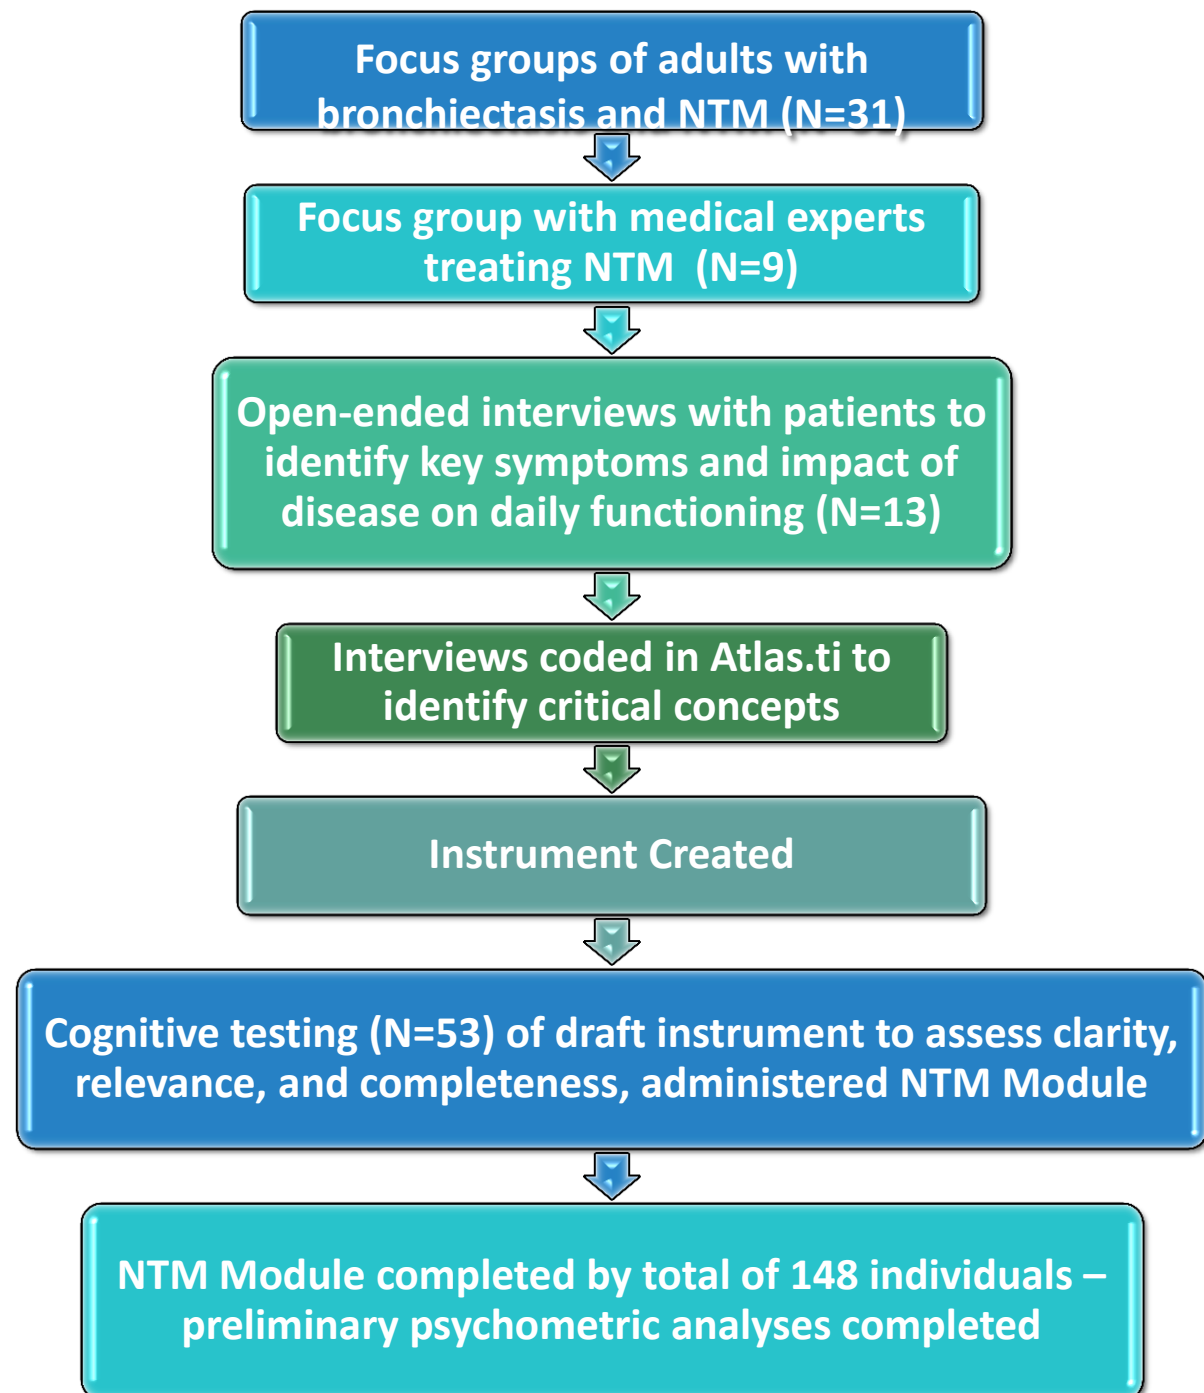 Focus groups of adults with
bronchiectasis and NTM (N=31)
Focus group with medical experts
treating NTM  (N=9)
Open-ended interviews with patients to
identify key symptoms and impact of
disease on daily functioning (N=13)
Interviews coded in Atlas.ti to
identify critical concepts
Instrument Created
Cognitive testing (N=53) of draft instrument to assess clarity,
relevance, and completeness, administered NTM Module
NTM Module completed by total of 148 individuals –
preliminary psychometric analyses completed